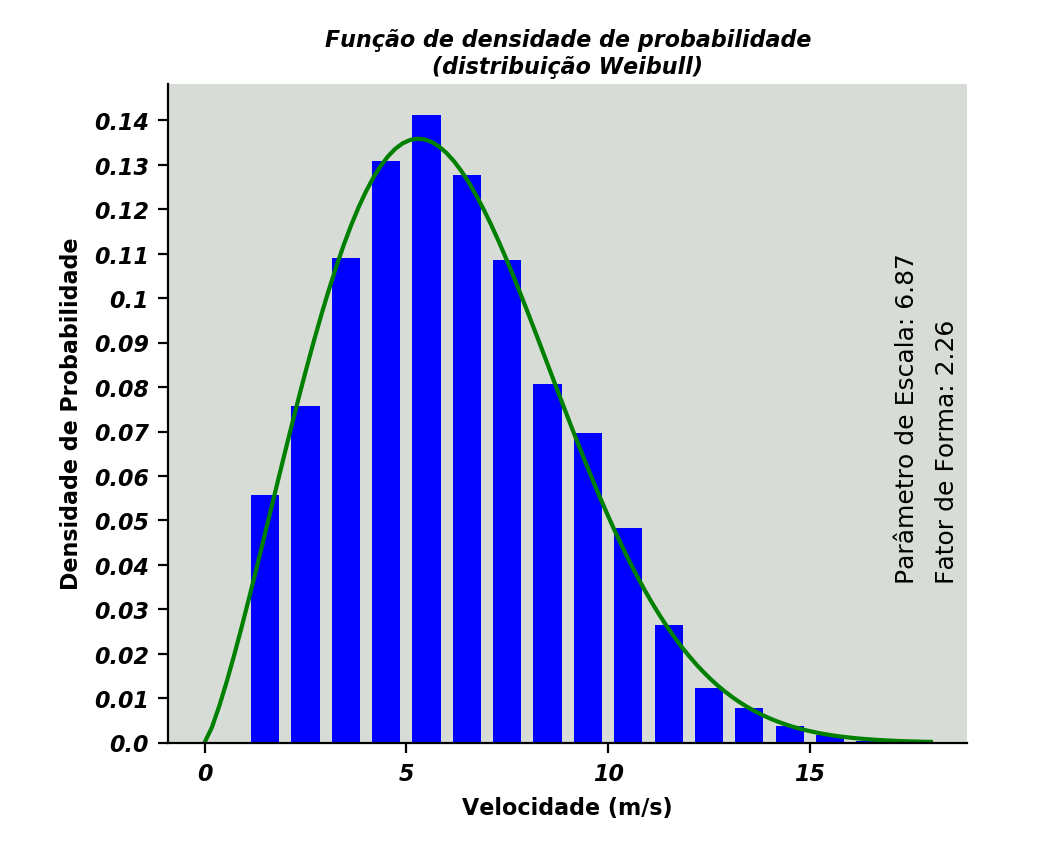 Função de densidade de probabilidade
(distribuição Weibull)
0.14
0.13
0.12
0.11
0.1
0.09
0.08
0.07
0.06
0.05
0.04
0.03
0.02
0.01
0.0
Densidade de Probabilidade
0 5 10 15
Velocidade (m/s)
Parâmetro de Escala: 6.87
Fator de Forma: 2.26